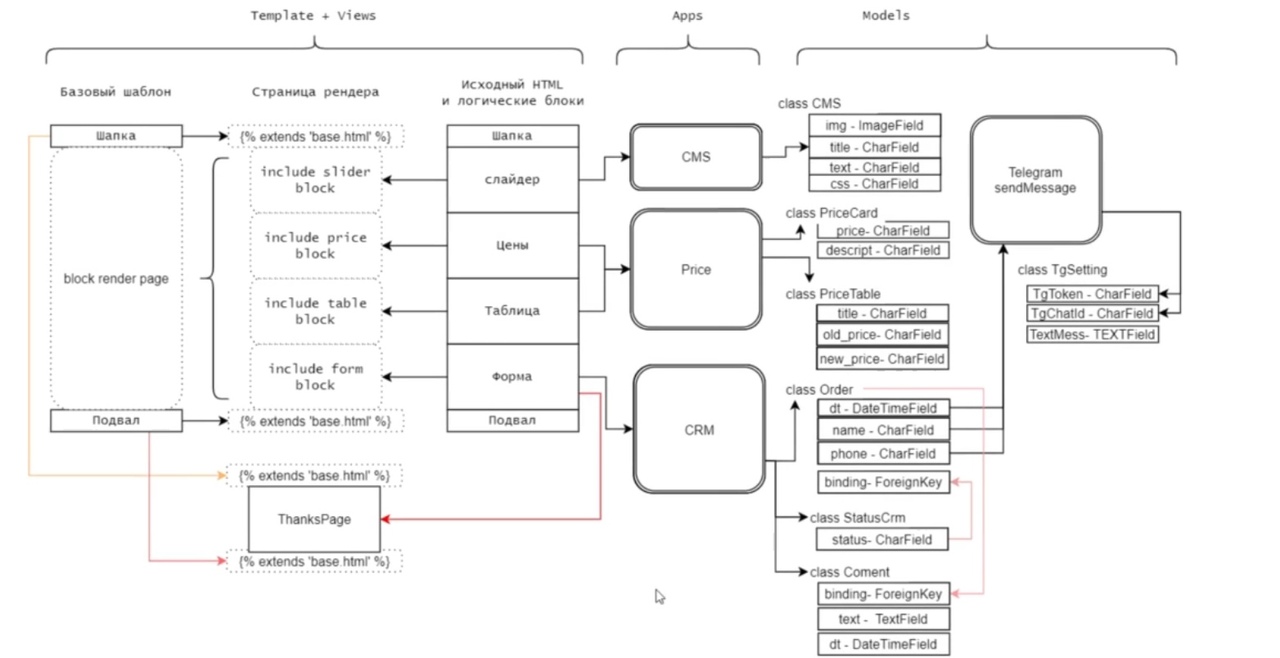 Template + Views
Apps
Models
Базовый шаблон
Страница рендера
Исходный HTML
и логические блоки
Шапка
{% extends 'base.html' %}
block render page
include slider
block
include price
block
include table
block
include form
block
Подвал
{% extends 'base.html' %}
{% extends 'base.html' %}
ThanksPage
{% extends 'base.html' %}
Шапка
слайдер
Цены
Таблица
Форма
Подвал
CMS
Price
CRM
class CMS
img - ImageField
title - CharField
text - CharField
css - CharField
class PriceCard
price- CharField
descript - CharField
class PriceTable
title - CharField
old_price- CharField
new_price- CharField
class Order
dt - DateTimeField
name - CharField
phone - CharField
binding- ForeignKey
class StatusCrm
status- CharField
class Coment
binding- ForeignKey
text - TextField
dt - DateTimeField
Telegram
sendMessage
class TgSetting
TgToken - CharField
TgChatId - CharField
TextMess- TEXTField